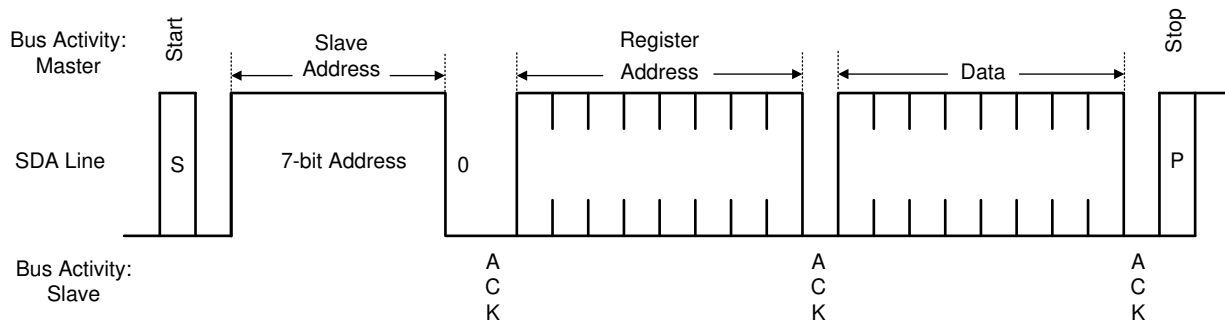 Bus Activity:
Master
Start
Slave
Address
Register
Address
Data
Stop
SDA Line
S
7-bit Address
0
P
Bus Activity:
Slave
A
C
K
A
C
K
A
C
K